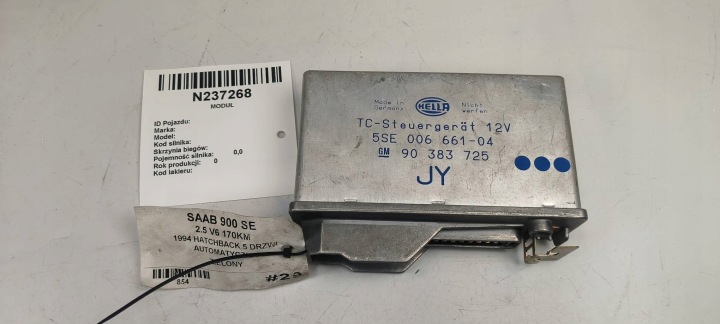 N237268
MODUŁ
ID Pojazdu:
Marka:
Model:
Kod silnika:
Skrzynia biegów:
Pojemność silnika: 0,0
Rok produkcji: 0
Kod lakieru:
SAAB 900 SE
2.5 V6 170KM
1994 HATCHBACK 5 DRZWI
854
#29
Made in Germany
HELLA
Nicht werfen
TC-Steuergerät 12V
5SE 006 661-04
GM 90 383 725
JY